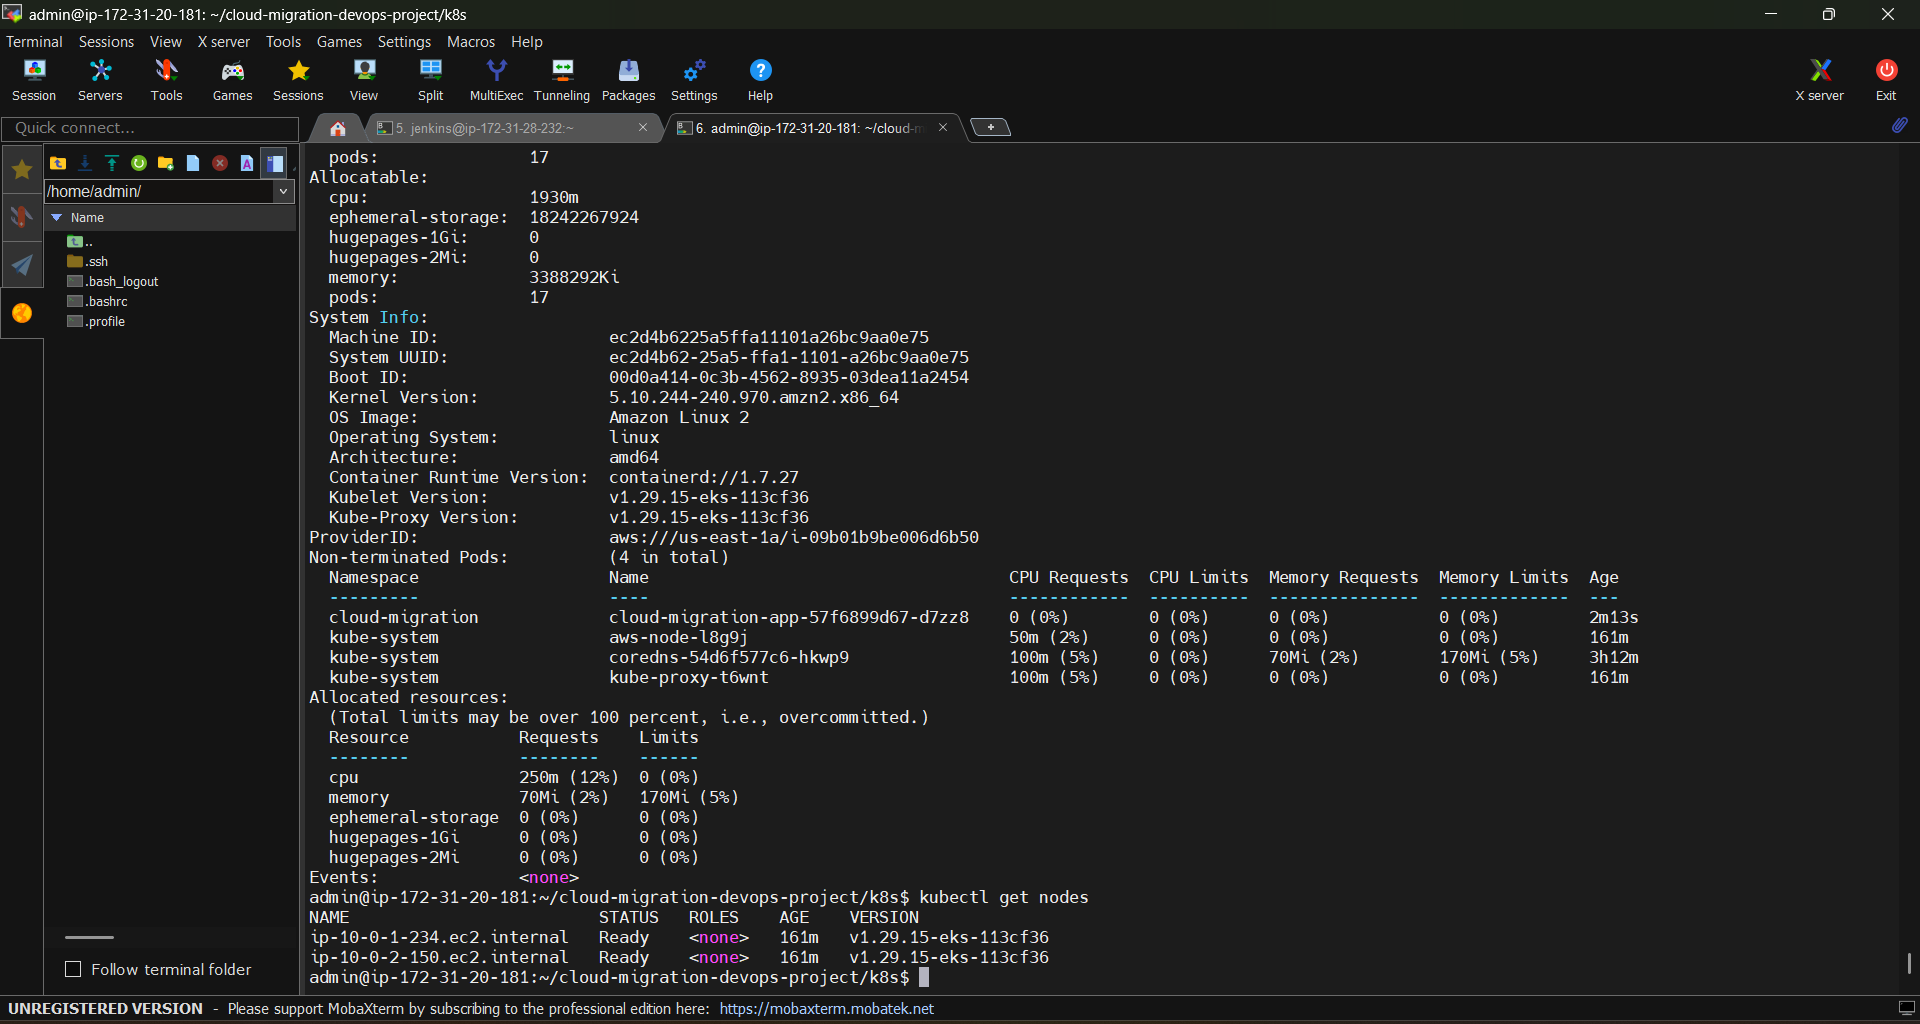 admin@ip-172-31-20-181: ~/cloud-migration-devops-project/k8s
Terminal Sessions View X server Tools Games Settings Macros Help
Session Servers Tools Games Sessions View Split MultiExec Tunneling Packages Settings Help X server Exit
Quick connect...
5. jenkins@ip-172-31-28-232:~
6. admin@ip-172-31-20-181: ~/cloud-m
/home/admin/
Name
..
.ssh
.bash_logout
.bashrc
.profile
Follow terminal folder
pods: 17
Allocatable:
cpu: 1930m
ephemeral-storage: 18242267924
hugepages-1Gi: 0
hugepages-2Mi: 0
memory: 3388292Ki
pods: 17
System Info:
Machine ID: ec2d4b6225a5ffa11101a26bc9aa0e75
System UUID: ec2d4b62-25a5-ffa1-1101-a26bc9aa0e75
Boot ID: 00d0a414-0c3b-4562-8935-03dea11a2454
Kernel Version: 5.10.244-240.970.amzn2.x86_64
OS Image: Amazon Linux 2
Operating System: linux
Architecture: amd64
Container Runtime Version: containerd://1.7.27
Kubelet Version: v1.29.15-eks-113cf36
Kube-Proxy Version: v1.29.15-eks-113cf36
ProviderID: aws:///us-east-1a/i-09b01b9be006d6b50
Non-terminated Pods: (4 in total)
Namespace Name CPU Requests CPU Limits Memory Requests Memory Limits Age
--------- ---- ------------ ---------- --------------- ------------- ---
cloud-migration cloud-migration-app-57f6899d67-d7zz8 0 (0%) 0 (0%) 0 (0%) 0 (0%) 2m13s
kube-system aws-node-l8g9j 50m (2%) 0 (0%) 0 (0%) 0 (0%) 161m
kube-system coredns-54d6f577c6-hkwp9 100m (5%) 0 (0%) 70Mi (2%) 170Mi (5%) 3h12m
kube-system kube-proxy-t6wnt 100m (5%) 0 (0%) 0 (0%) 0 (0%) 161m
Allocated resources:
(Total limits may be over 100 percent, i.e., overcommitted.)
Resource Requests Limits
-------- -------- ------
cpu 250m (12%) 0 (0%)
memory 70Mi (2%) 170Mi (5%)
ephemeral-storage 0 (0%) 0 (0%)
hugepages-1Gi 0 (0%) 0 (0%)
hugepages-2Mi 0 (0%) 0 (0%)
Events: <none>
admin@ip-172-31-20-181:~/cloud-migration-devops-project/k8s$ kubectl get nodes
NAME STATUS ROLES AGE VERSION
ip-10-0-1-234.ec2.internal Ready <none> 161m v1.29.15-eks-113cf36
ip-10-0-2-150.ec2.internal Ready <none> 161m v1.29.15-eks-113cf36
admin@ip-172-31-20-181:~/cloud-migration-devops-project/k8s$
UNREGISTERED VERSION - Please support MobaXterm by subscribing to the professional edition here: https://mobaxterm.mobatek.net